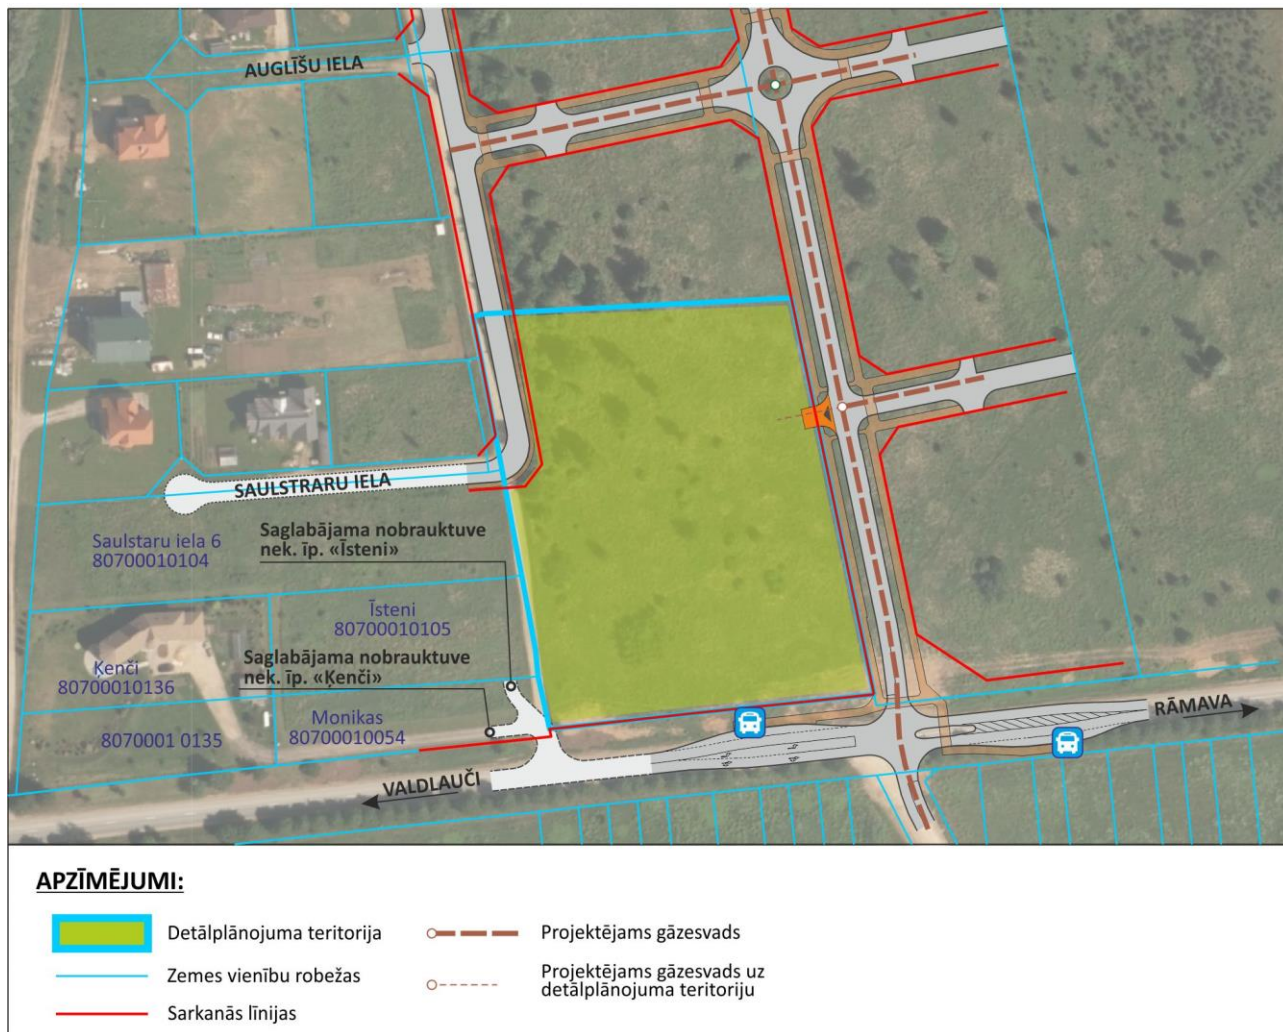 AUGLĪŠU IELA
SAULSTRARU IELA
Saulstaru iela 6
80700010104
Saglabājama nobrauktuve
nek. īp. «Īsteni»
Īsteni
80700010105
Saglabājama nobrauktuve
nek. īp. «Ķenči»
Ķenči
80700010136
Monikas
80700010054
8070001 0135
VALDLAUČI
RĀMAVA
APZĪMĒJUMI:
Detālplānojuma teritorija
Zemes vienību robežas
Sarkanās līnijas
Projektējams gāzesvads
Projektējams gāzesvads uz
detālplānojuma teritoriju